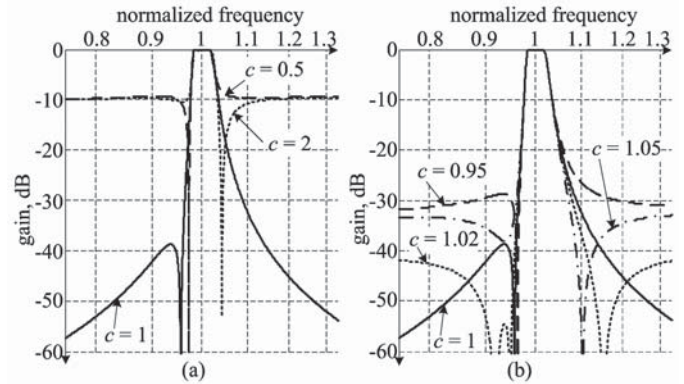 normalized frequency
0.8 0.9 1 1.1 1.2 1.3
0
-10
-20
-30
-40
-50
-60
gain, dB
c = 0.5
c = 2
c = 1
(a)
normalized frequency
0.8 0.9 1 1.1 1.2 1.3
0
-10
-20
-30
-40
-50
-60
gain, dB
c = 1.05
c = 0.95
c = 1.02
c = 1
(b)